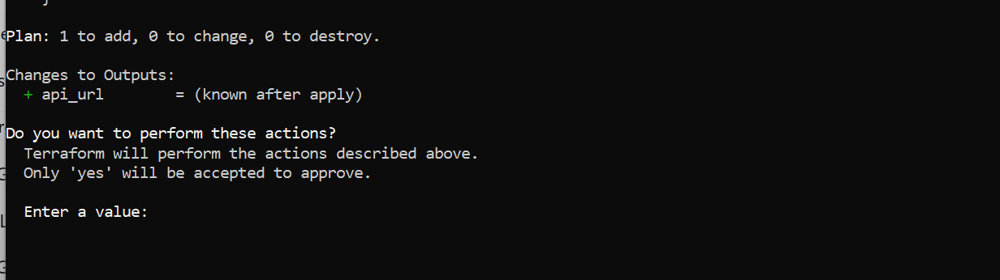 Plan: 1 to add, 0 to change, 0 to destroy.
Changes to Outputs:
+ api_url = (known after apply)
Do you want to perform these actions?
Terraform will perform the actions described above.
Only 'yes' will be accepted to approve.
Enter a value: